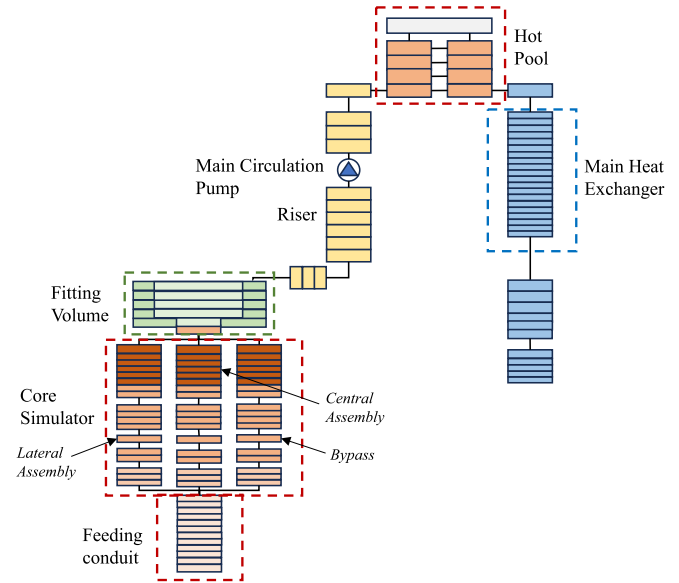 Hot
Pool
Main Circulation
Pump
Main Heat
Exchanger
Riser
Fitting
Volume
Core
Simulator
Central
Assembly
Lateral
Assembly
Bypass
Feeding
conduit